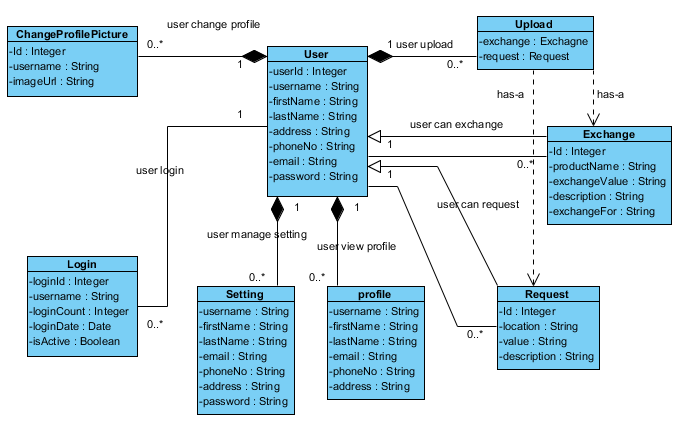 user change profile
ChangeProfilePicture
-Id : Integer
-username : String
-imageUrl : String
0..*
1
User
-userId : Integer
-username : String
-firstName : String
-lastName : String
-address : String
-phoneNo : String
-email : String
-password : String
1 user upload
0..*
Upload
-exchange : Exchagne
-request : Request
has-a
has-a
user can exchange
1
0..*
Exchange
-Id : Integer
-productName : String
-exchangeValue : String
-description : String
-exchangeFor : String
1
user login
0..*
Login
-loginId : Integer
-username : String
-loginCount : Integer
-loginDate : Date
-isActive : Boolean
1
user manage setting
0..*
Setting
-username : String
-firstName : String
-lastName : String
-email : String
-phoneNo : String
-address : String
-password : String
1
user view profile
0..*
profile
-username : String
-firstName : String
-lastName : String
-email : String
-phoneNo : String
-address : String
1
user can request
0..*
Request
-Id : Integer
-location : String
-value : String
-description : String